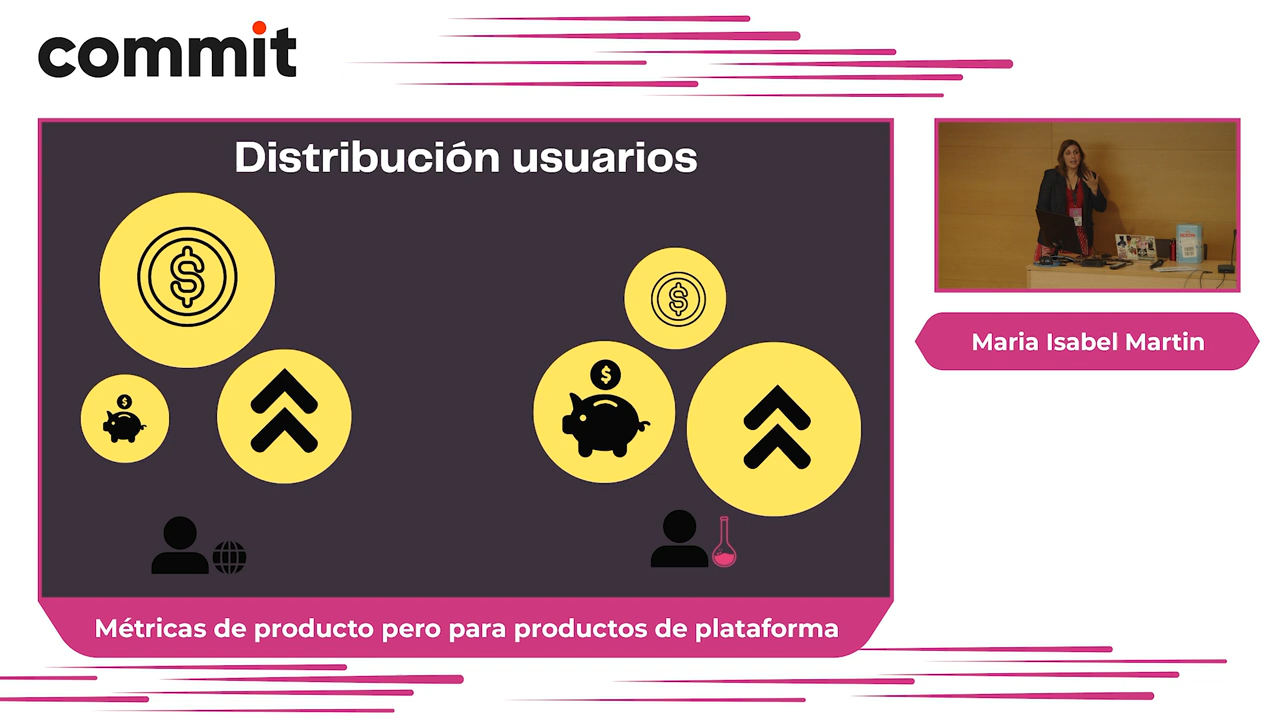 commit
Distribución usuarios
Maria Isabel Martin
Métricas de producto pero para productos de plataforma